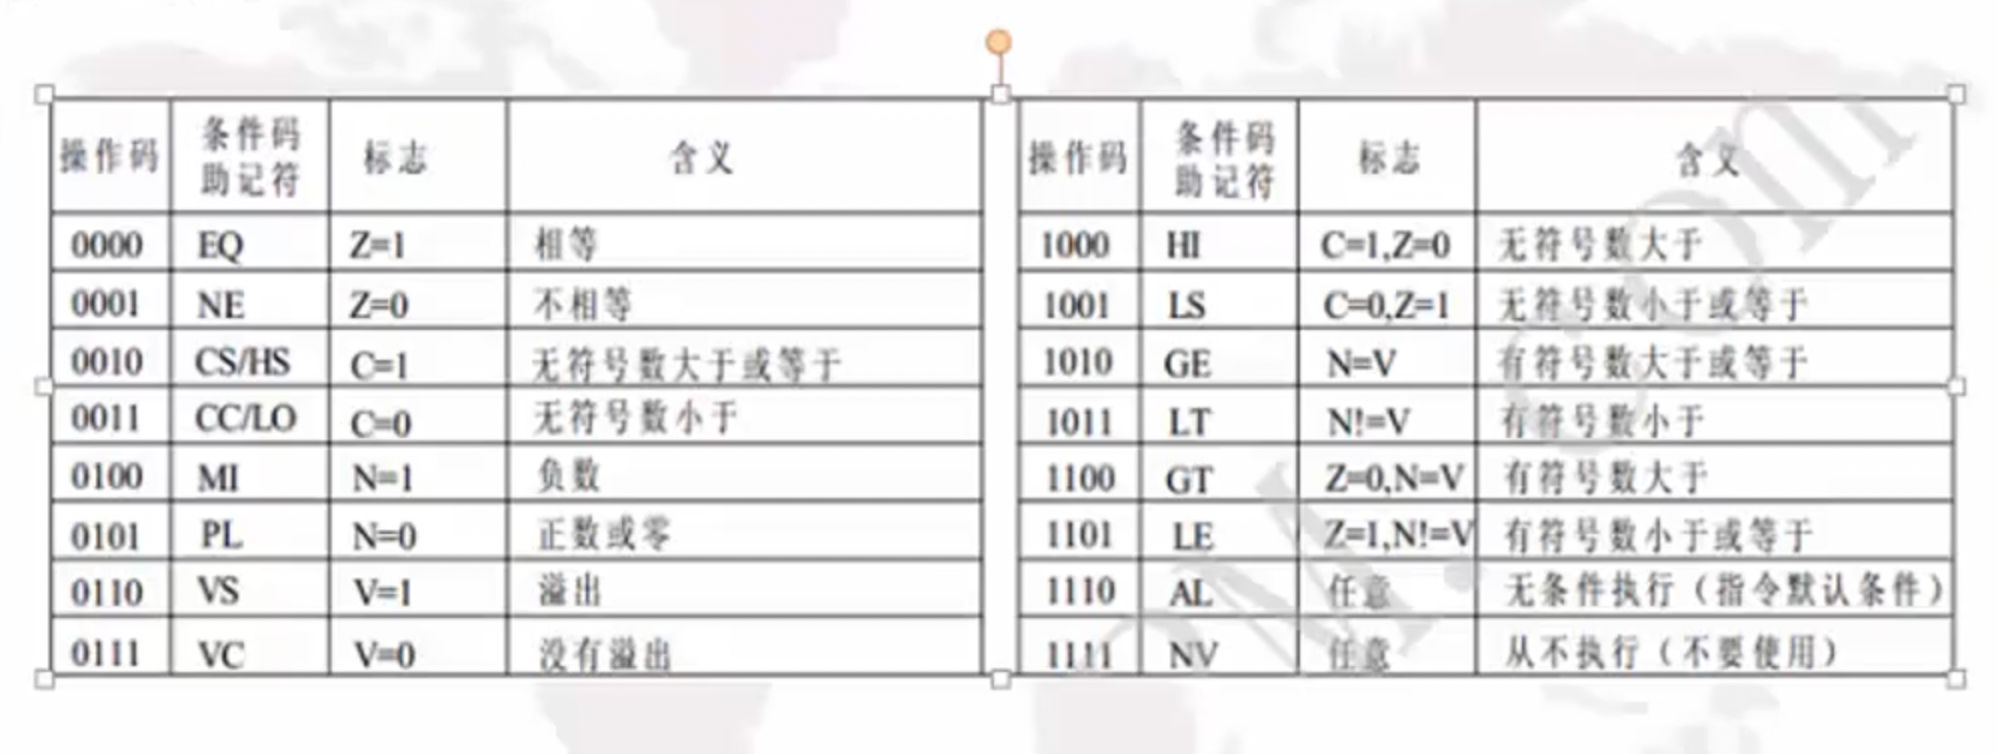 操作码 条件码助记符 标志 含义 操作码 条件码助记符 标志 含义
0000 EQ Z=1 相等 1000 HI C=1,Z=0 无符号数大于
0001 NE Z=0 不相等 1001 LS C=0,Z=1 无符号数小于或等于
0010 CS/HS C=1 无符号数大于或等于 1010 GE N=V 有符号数大于或等于
0011 CC/LO C=0 无符号数小于 1011 LT N!=V 有符号数小于
0100 MI N=1 负数 1100 GT Z=0,N=V 有符号数大于
0101 PL N=0 正数或零 1101 LE Z=1,N!=V 有符号数小于或等于
0110 VS V=1 溢出 1110 AL 任意 无条件执行（指令默认条件）
0111 VC V=0 没有溢出 1111 NV 任意 从不执行（不要使用）